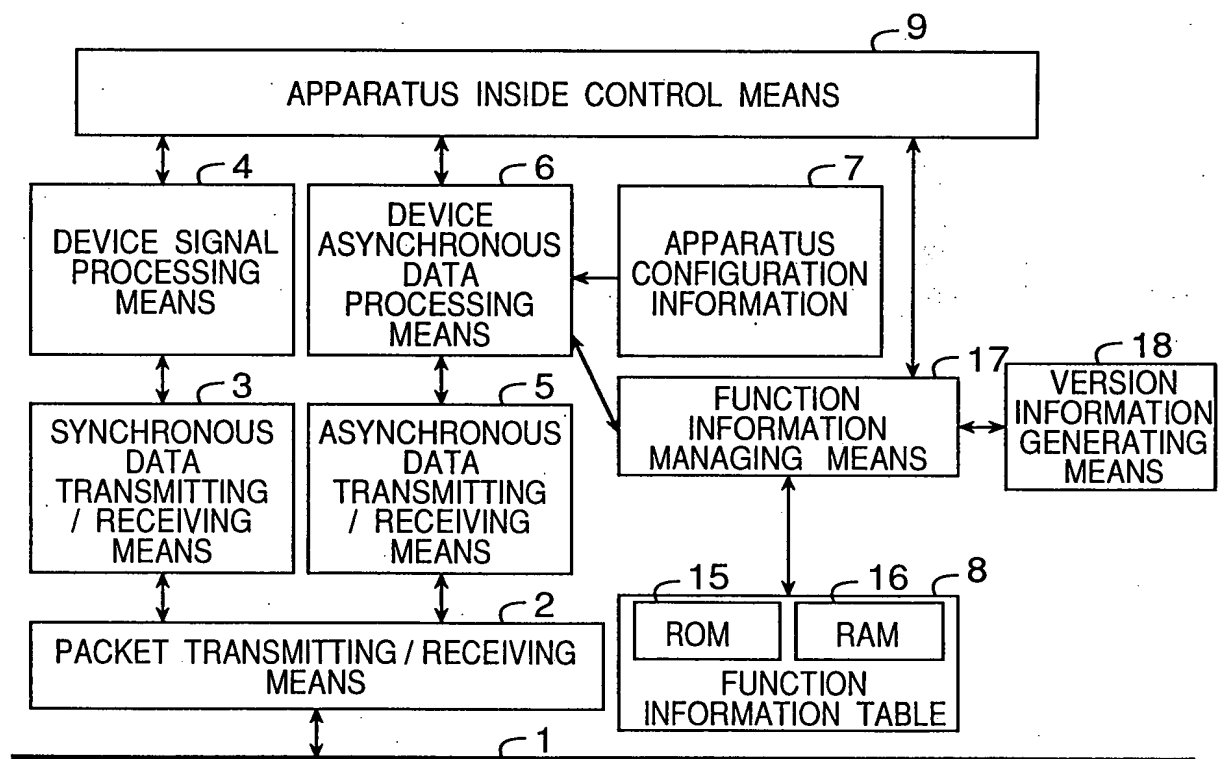 9
APPARATUS INSIDE CONTROL MEANS
4
DEVICE SIGNAL
PROCESSING
MEANS
6
DEVICE
ASYNCHRONOUS
DATA
PROCESSING
MEANS
7
APPARATUS
CONFIGURATION
INFORMATION
3
SYNCHRONOUS
DATA
TRANSMITTING
/ RECEIVING
MEANS
5
ASYNCHRONOUS
DATA
TRANSMITTING
/ RECEIVING
MEANS
17
FUNCTION
INFORMATION
MANAGING MEANS
18
VERSION
INFORMATION
GENERATING
MEANS
2
PACKET TRANSMITTING / RECEIVING
MEANS
15
ROM
16
RAM
8
FUNCTION
INFORMATION TABLE
1